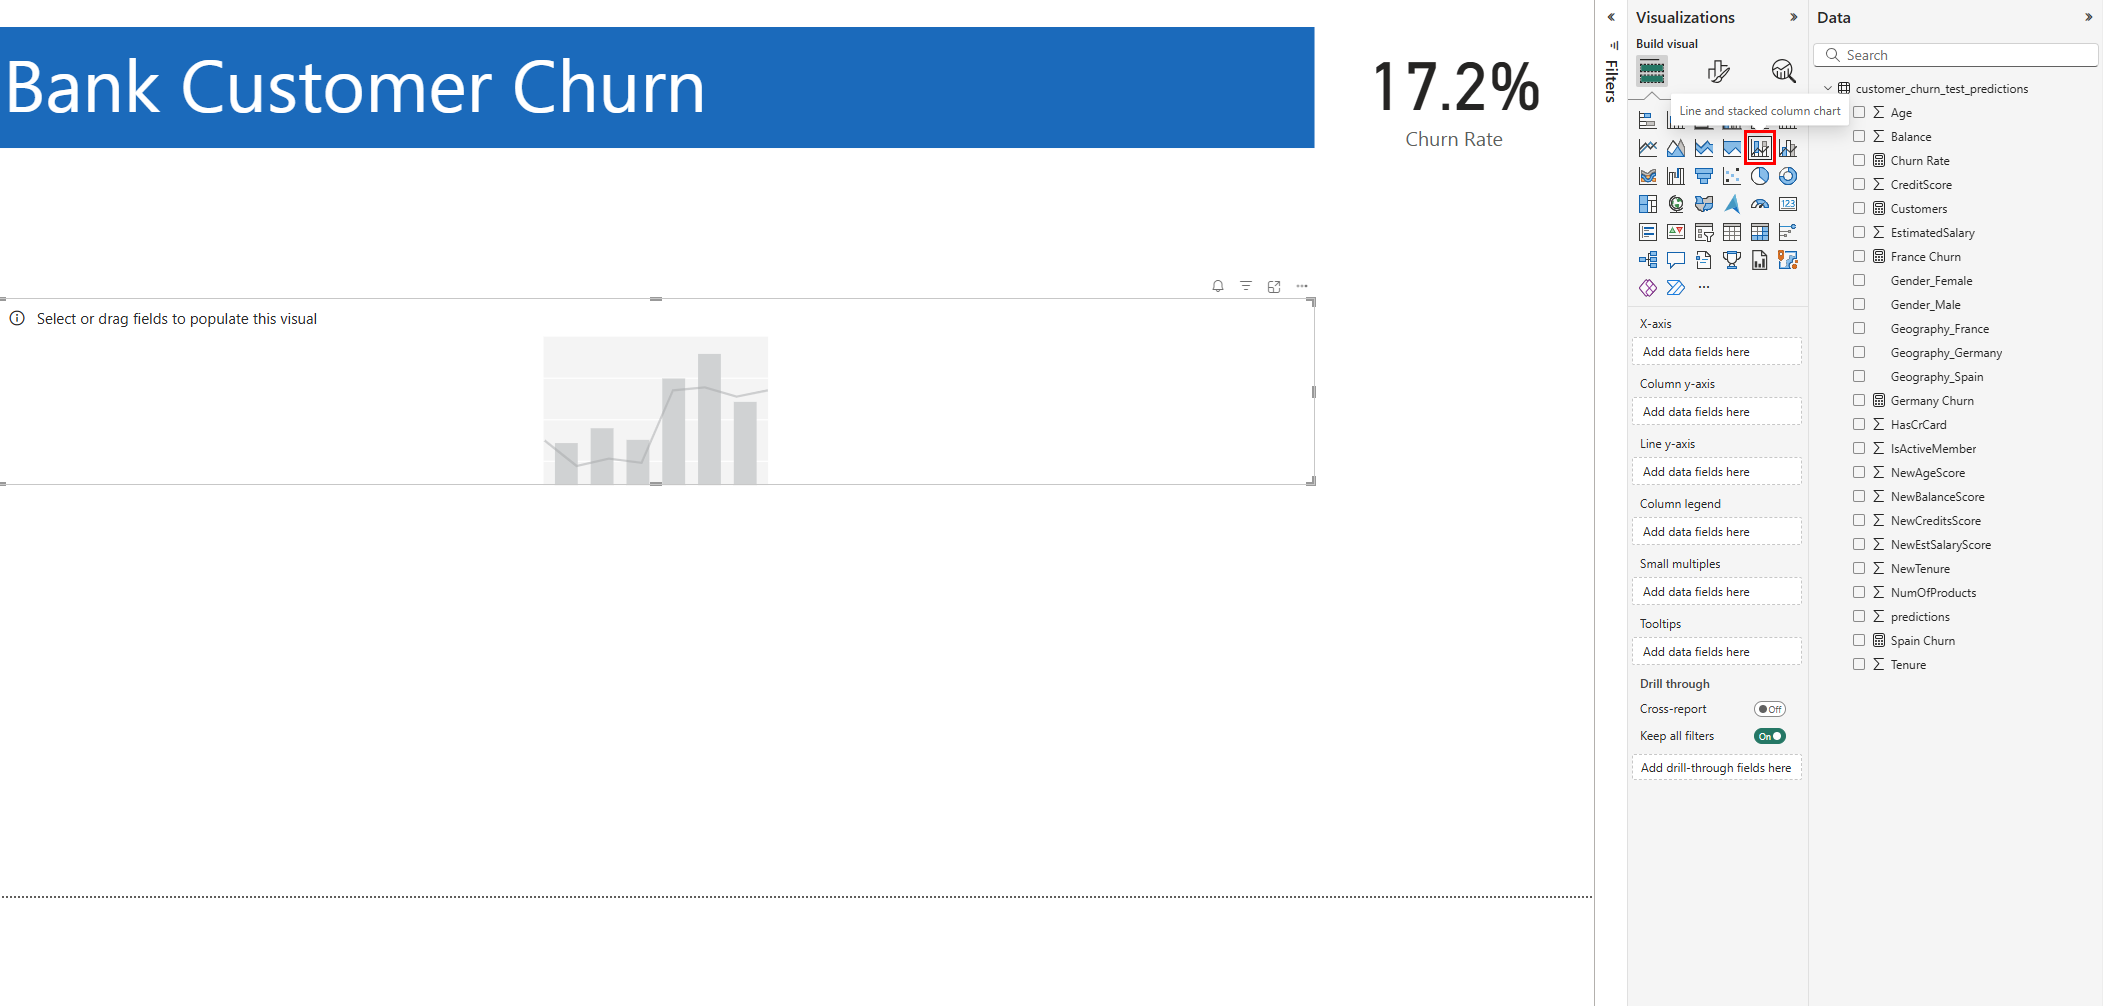 Bank Customer Churn
17.2%
Churn Rate
Select or drag fields to populate this visual
Filters
Visualizations
Build visual
Line and stacked column chart
123
X-axis
Add data fields here
Column y-axis
Add data fields here
Line y-axis
Add data fields here
Column legend
Add data fields here
Small multiples
Add data fields here
Tooltips
Add data fields here
Drill through
Cross-report
Off
Keep all filters
On
Add drill-through fields here
Data
Search
customer_churn_test_predictions
Age
Balance
Churn Rate
CreditScore
Customers
EstimatedSalary
France Churn
Gender_Female
Gender_Male
Geography_France
Geography_Germany
Geography_Spain
Germany Churn
HasCrCard
IsActiveMember
NewAgeScore
NewBalanceScore
NewCreditsScore
NewEstSalaryScore
NewTenure
NumOfProducts
predictions
Spain Churn
Tenure